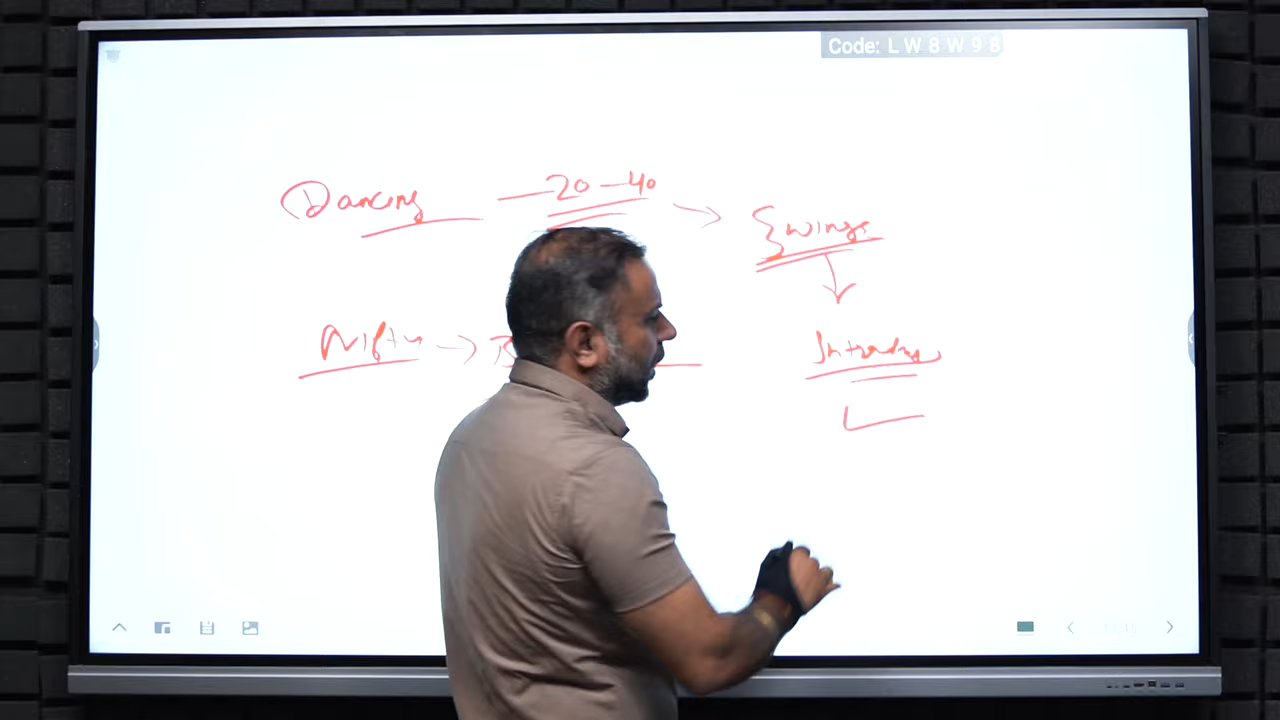 Code: L W 8 W 9 8
Dancing — 20 — 40 →
Swings
Nifty →
Intraday